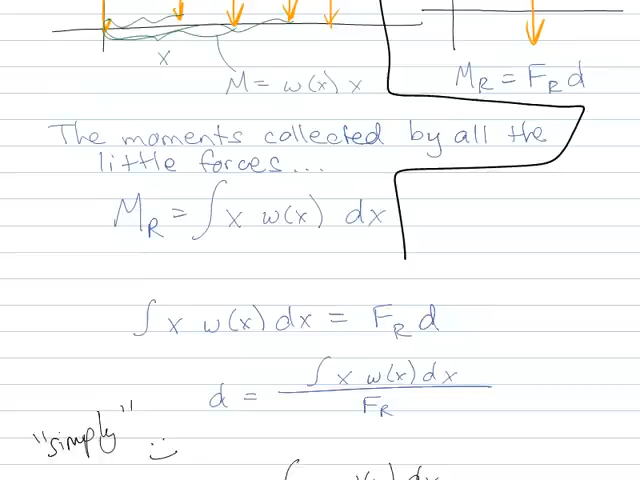 x
M = w(x) x
M_R = F_R d
The moments collected by all the
little forces...
M_R = ∫ x w(x) dx
∫ x w(x) dx = F_R d
d = ∫ x w(x) dx / F_R
"simply" :)